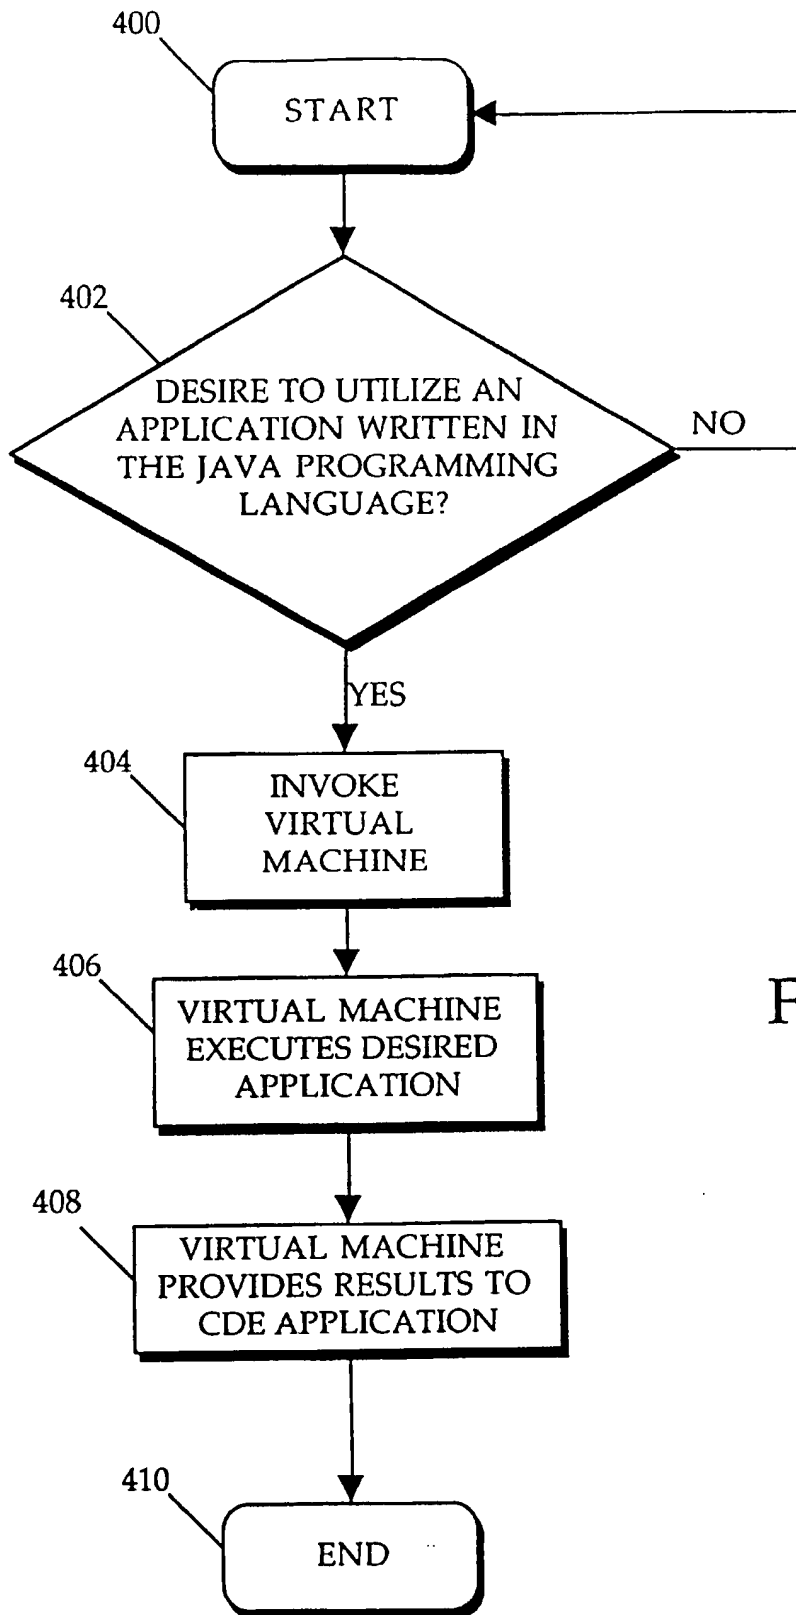 400
START
402
DESIRE TO UTILIZE AN
APPLICATION WRITTEN IN
THE JAVA PROGRAMMING
LANGUAGE?
NO
YES
404
INVOKE
VIRTUAL
MACHINE
406
VIRTUAL MACHINE
EXECUTES DESIRED
APPLICATION
F
408
VIRTUAL MACHINE
PROVIDES RESULTS TO
CDE APPLICATION
410
END